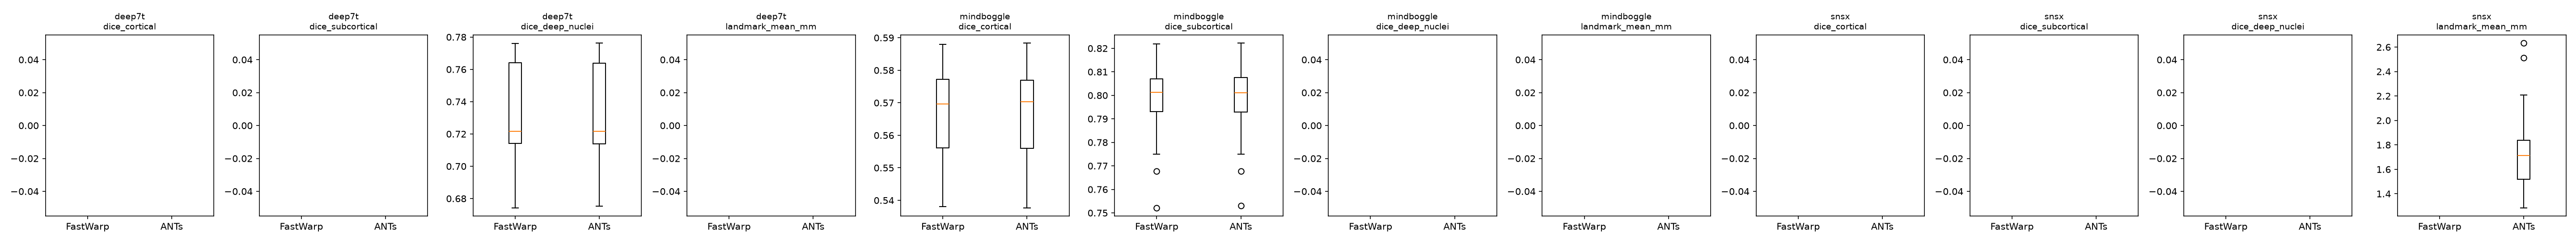 deep7t
dice_cortical
0.04
0.02
0.00
−0.02
−0.04
FastWarp ANTs
deep7t
dice_subcortical
0.04
0.02
0.00
−0.02
−0.04
FastWarp ANTs
deep7t
dice_deep_nuclei
0.78
0.76
0.74
0.72
0.70
0.68
FastWarp ANTs
deep7t
landmark_mean_mm
0.04
0.02
0.00
−0.02
−0.04
FastWarp ANTs
mindboggle
dice_cortical
0.59
0.58
0.57
0.56
0.55
0.54
FastWarp ANTs
mindboggle
dice_subcortical
0.82
0.81
0.80
0.79
0.78
0.77
0.76
0.75
FastWarp ANTs
mindboggle
dice_deep_nuclei
0.04
0.02
0.00
−0.02
−0.04
FastWarp ANTs
mindboggle
landmark_mean_mm
0.04
0.02
0.00
−0.02
−0.04
FastWarp ANTs
snsx
dice_cortical
0.04
0.02
0.00
−0.02
−0.04
FastWarp ANTs
snsx
dice_subcortical
0.04
0.02
0.00
−0.02
−0.04
FastWarp ANTs
snsx
dice_deep_nuclei
0.04
0.02
0.00
−0.02
−0.04
FastWarp ANTs
snsx
landmark_mean_mm
2.6
2.4
2.2
2.0
1.8
1.6
1.4
FastWarp ANTs